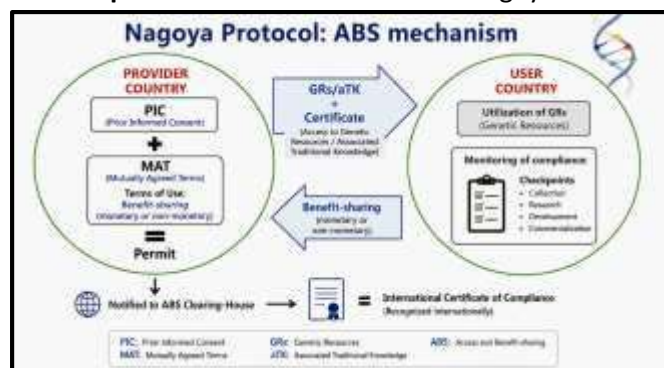 Nagoya Protocol: ABS mechanism
PROVIDER
COUNTRY
PIC
(Prior Informed Consent)
+
MAT
(Mutually Agreed Terms)
Terms of Use:
Benefit-sharing
(monetary or non-monetary)
=
Permit
GRs/aTK
+
Certificate
(Access to Genetic
Resources / Associated
Traditional Knowledge)
Benefit-sharing
(monetary or
non-monetary)
USER
COUNTRY
Utilization of GRs
(Genetic Resources)
Monitoring of compliance
Checkpoints
• Collection
• Research
• Development
• Commercialisation
Notified to ABS Clearing-House
= International Certificate of Compliance
(Recognized Internationally)
PIC: Prior Informed Consent
GRs: Genetic Resources
ABS: Access and Benefit-sharing
MAT: Mutually Agreed Terms
aTK: Associated Traditional Knowledge